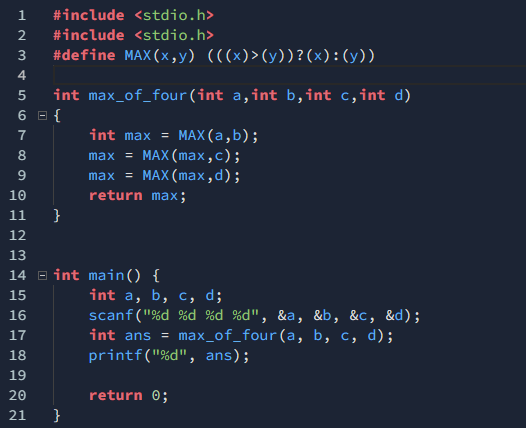 1 #include <stdio.h>
2 #include <stdio.h>
3 #define MAX(x,y) (((x)>(y))?(x):(y))
4
5 int max_of_four(int a,int b,int c,int d)
6 {
7     int max = MAX(a,b);
8     max = MAX(max,c);
9     max = MAX(max,d);
10     return max;
11 }
12
13
14 int main() {
15     int a, b, c, d;
16     scanf("%d %d %d %d", &a, &b, &c, &d);
17     int ans = max_of_four(a, b, c, d);
18     printf("%d", ans);
19
20     return 0;
21 }